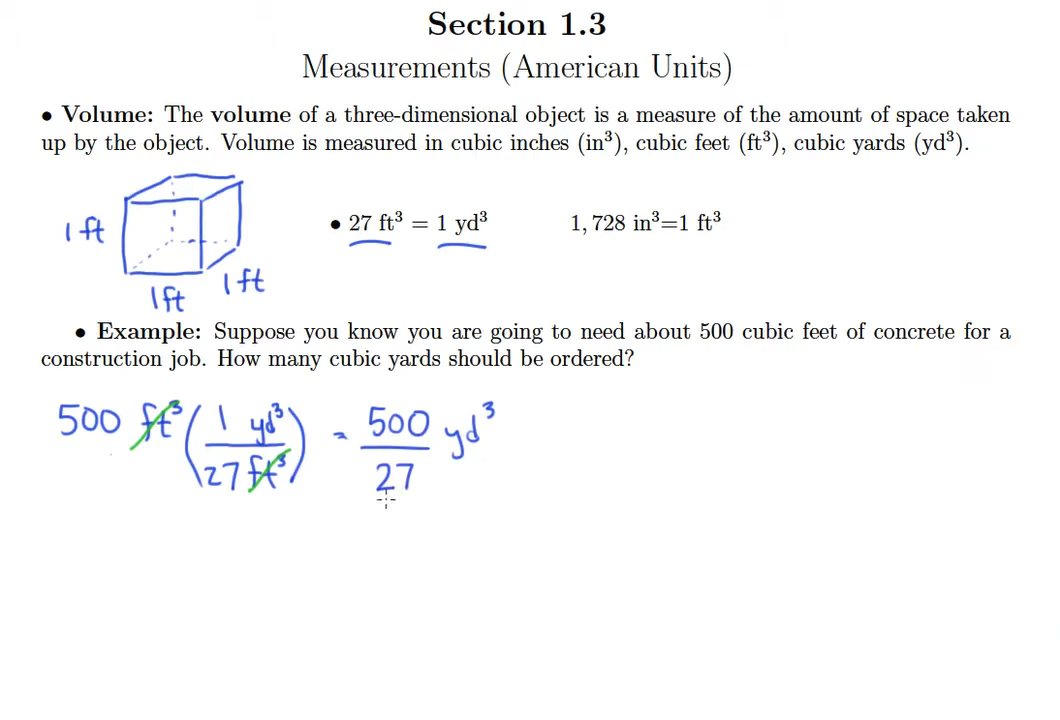 Section 1.3
Measurements (American Units)
• Volume: The volume of a three-dimensional object is a measure of the amount of space taken
up by the object. Volume is measured in cubic inches (in³), cubic feet (ft³), cubic yards (yd³).
1 ft
1 ft
1 ft
• 27 ft³ = 1 yd³ 1,728 in³=1 ft³
• Example: Suppose you know you are going to need about 500 cubic feet of concrete for a
construction job. How many cubic yards should be ordered?
500 ft³ (1 yd³ / 27 ft³) = 500 / 27 yd³